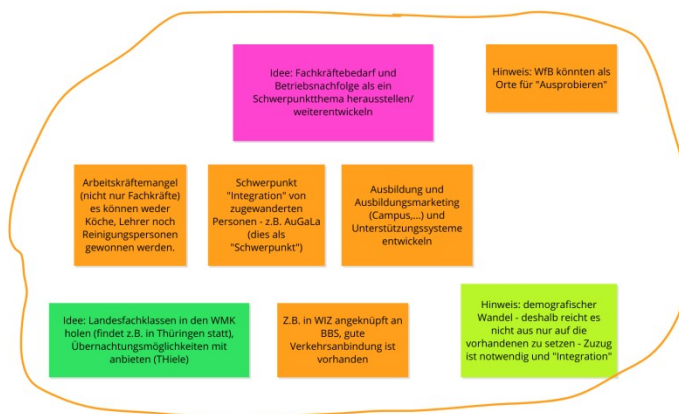 Idee: Fachkräftebedarf und
Betriebsnachfolge als ein
Schwerpunktthema herausstellen/
weiterentwickeln
Hinweis: WfB könnten als
Orte für "Ausprobieren"
Arbeitskräftemangel
(nicht nur Fachkräfte)
es können weder
Köche, Lehrer noch
Reinigungspersonen
gewonnen werden.
Schwerpunkt
"Integration" von
zugewanderten
Personen - z.B. AuGaLa
(dies als
"Schwerpunkt")
Ausbildung und
Ausbildungsmarketing
(Campus,...) und
Unterstützungssysteme
entwickeln
Idee: Landesfachklassen in den WMK
holen (findet z.B. in Thüringen statt),
Übernachtungsmöglichkeiten mit
anbieten (THiele)
Z.B. in WIZ angeknüpft an
BBS, gute
Verkehrsanbindung ist
vorhanden
Hinweis: demografischer
Wandel - deshalb reicht es
nicht aus nur auf die
vorhandenen zu setzen - Zuzug
ist notwendig und "Integration"